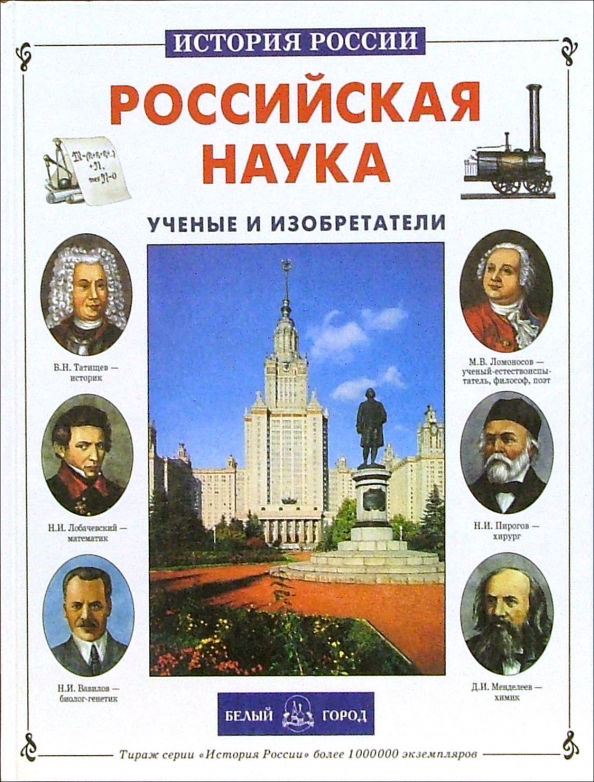 ИСТОРИЯ РОССИИ
РОССИЙСКАЯ
НАУКА
УЧЕНЫЕ И ИЗОБРЕТАТЕЛИ
В.Н. Татищев —
историк
М.В. Ломоносов —
ученый-естествоиспы-
татель, философ, поэт
Н.И. Лобачевский —
математик
Н.И. Пирогов —
хирург
Н.И. Вавилов —
биолог-генетик
Д.И. Менделеев —
химик
БЕЛЫЙ ГОРОД
Тираж серии «История России» более 1000000 экземпляров